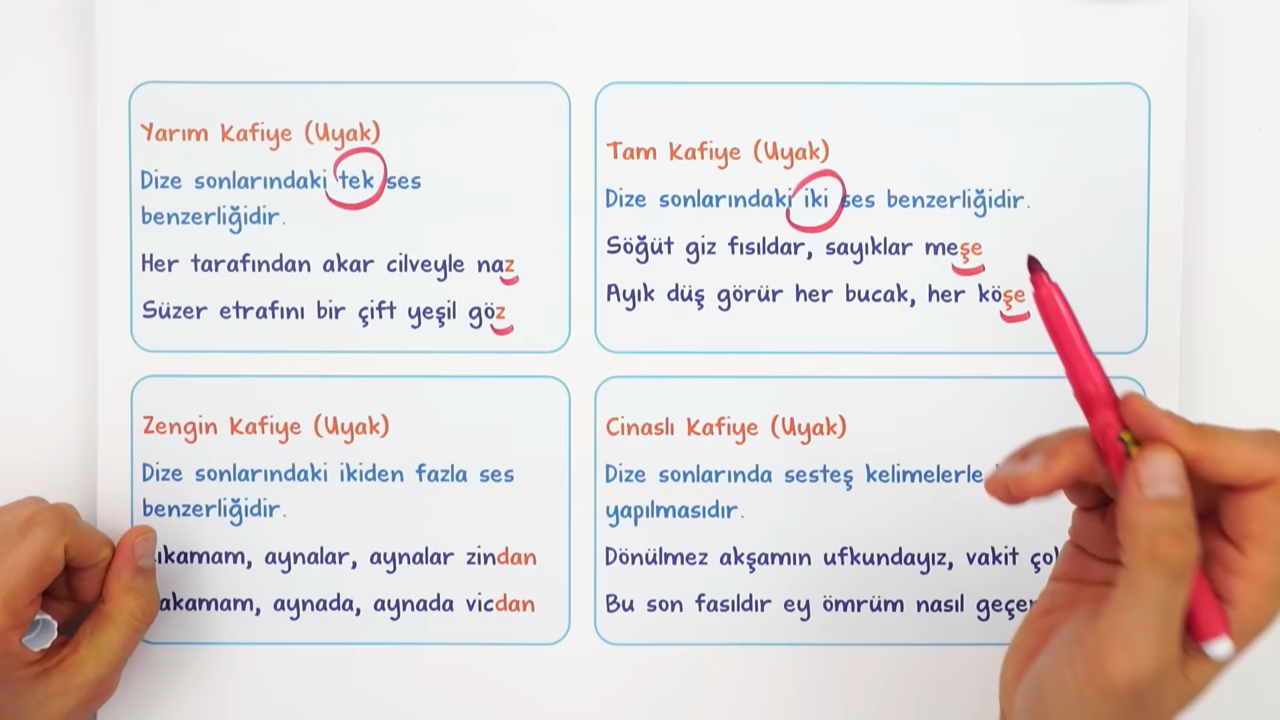 Yarım Kafiye (Uyak)
Dize sonlarındaki tek ses
benzerliğidir.
Her tarafından akar cilveyle naz
Süzer etrafını bir çift yeşil göz
Tam Kafiye (Uyak)
Dize sonlarındaki iki ses benzerliğidir.
Söğüt giz fısıldar, sayıklar meşe
Ayık düş görür her bucak, her köşe
Zengin Kafiye (Uyak)
Dize sonlarındaki ikiden fazla ses
benzerliğidir.
aynalar, aynalar zindan
aynada, aynada vicdan
Cinaslı Kafiye (Uyak)
Dize sonlarında sesteş kelimelerle
yapılmasıdır.
Dönülmez akşamın ufkundayız, vakit
Bu son fasıldır ey ömrüm nasıl